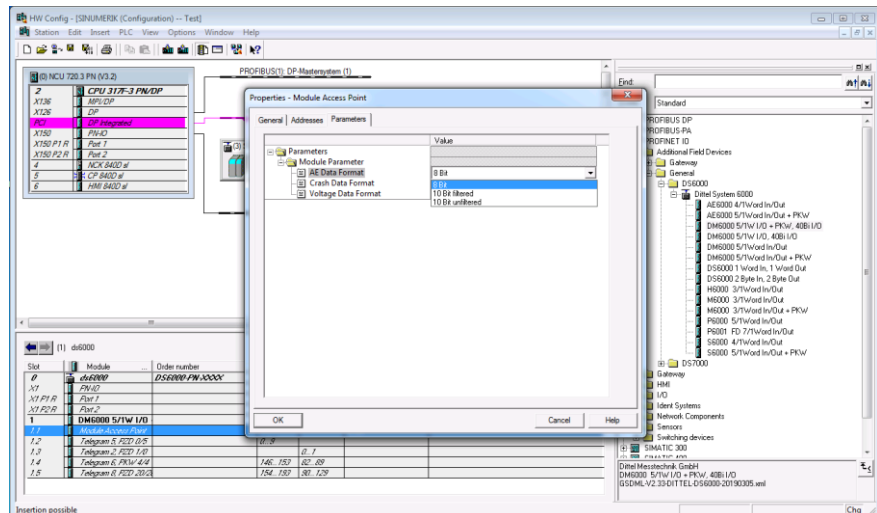 HW Config - [SINUMERIK (Configuration) -- Test]
Station Edit Insert PLC View Options Window Help
(0) NCU 720.3 PN (V3.2)
2 CPU 317F-3 PN/DP
X136 MPI/DP
X126 DP
PCI DP Integrated
X150 PN-IO
X150 P1 R Port 1
X150 P2 R Port 2
4 NCK 840D sl
5 CP 840D sl
6 HMI 840D sl
PROFIBUS(1): DP-Mastersystem (1)
(3)
Properties - Module Access Point
General Addresses Parameters
Value
Parameters
Module Parameter
AE Data Format 8 Bit
Crash Data Format 8 Bit
Voltage Data Format 10 Bit filtered
10 Bit unfiltered
OK Cancel Help
Find:
Standard
PROFIBUS DP
PROFIBUS-PA
PROFINET IO
Additional Field Devices
Gateway
General
DS6000
Dittel System 6000
AE6000 4/1Word In/Out
AE6000 5/1Word In/Out + PKW
DM6000 5/1W I/O + PKW, 40Bi I/O
DM6000 5/1W I/O, 40Bi I/O
DM6000 5/1Word In/Out
DM6000 5/1Word In/Out + PKW
DS6000 1 Word In, 1 Word Out
DS6000 2 Byte In, 2 Byte Out
H6000 3/1Word In/Out
M6000 3/1Word In/Out
M6000 3/1Word In/Out + PKW
P6000 5/1Word In/Out
P6001 FD 7/1Word In/Out
S6000 4/1Word In/Out
S6000 5/1Word In/Out + PKW
DS7000
Gateway
HMI
I/O
Ident Systems
Network Components
Sensors
Switching devices
SIMATIC 300
Dittel Messtechnik GmbH
DM6000 5/1W I/O + PKW, 40Bi I/O
GSDML-V2.33-DITTEL-DS6000-20190305.xml
(1) ds6000
Slot Module ... Order number
0 ds6000 DS6000-PN-XXXX
X1 PN-IO
X1 P1 R Port 1
X1 P2 R Port 2
1 DM6000 5/1W I/O
1.1 Module Access Point
1.2 Telegram 5, PZD 0/5 0...9
1.3 Telegram 2, PZD 1/0 0...1
1.4 Telegram 6, PKW 4/4 146...153 82...89
1.5 Telegram 8, PZD 20/2 154...193 90...129
Insertion possible Chg